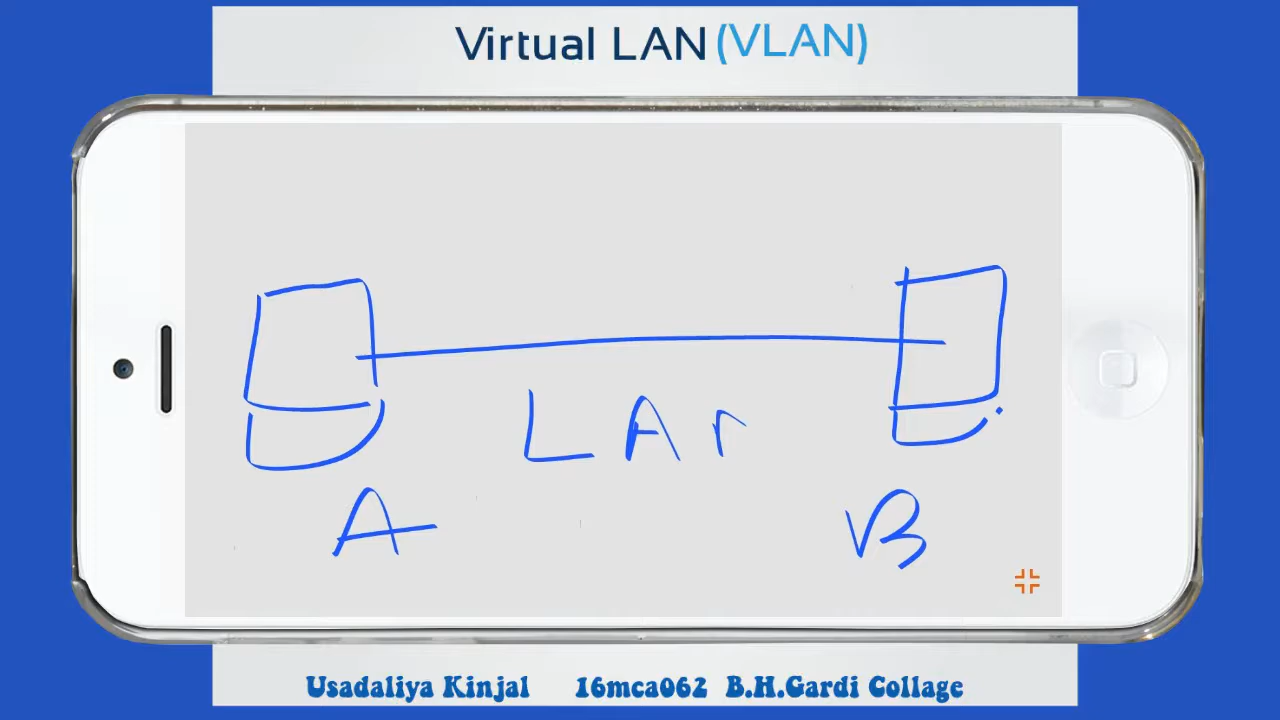 Virtual LAN (VLAN)
LAn
A B
Usadaliya Kinjal 16mca062 B.H.Gardi Collage